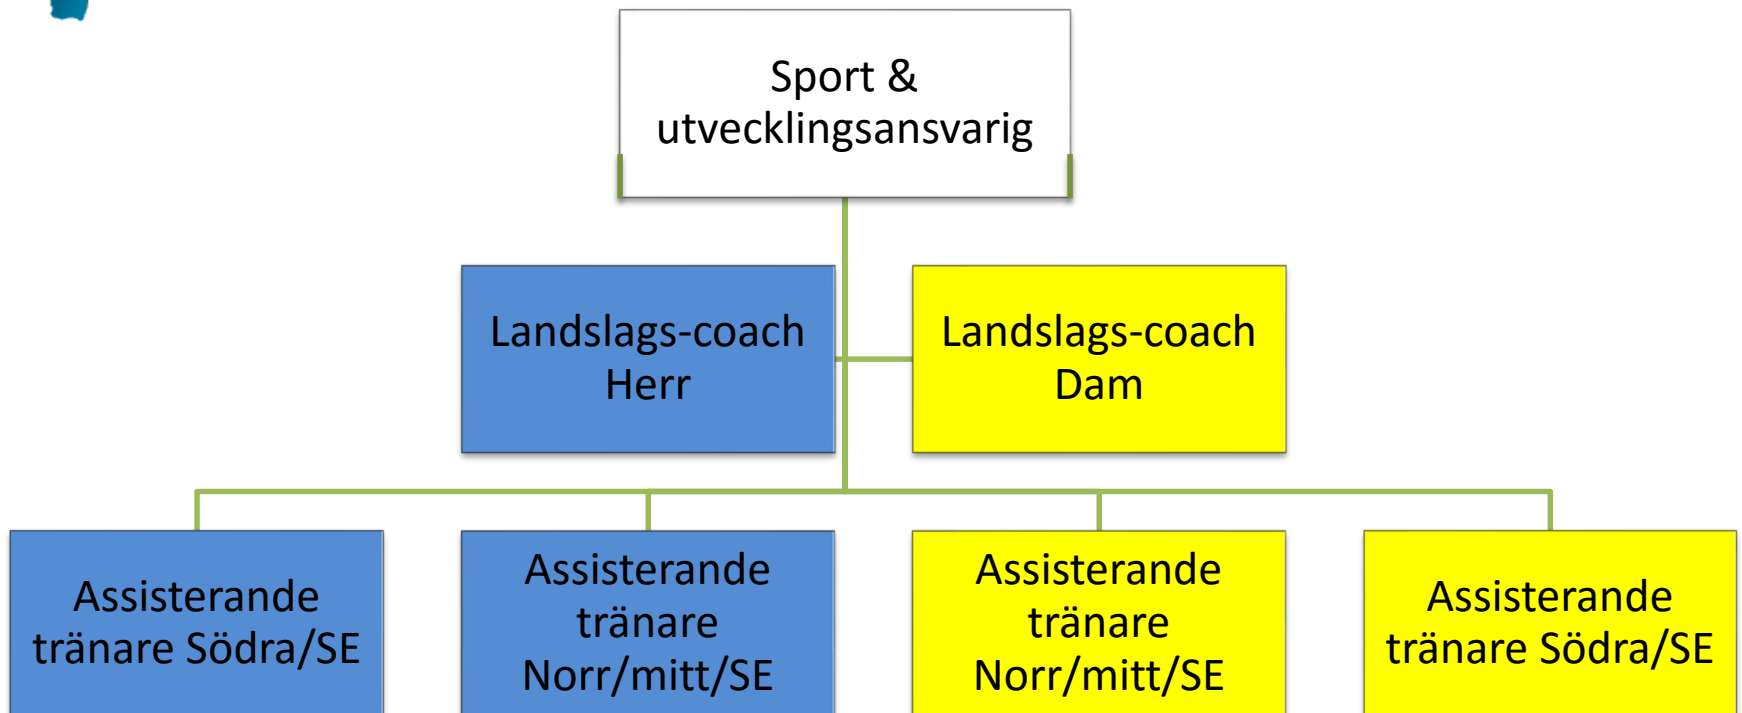 Sport &
utvecklingsansvarig
Landslags-coach
Herr
Landslags-coach
Dam
Assisterande
tränare Södra/SE
Assisterande
tränare
Norr/mitt/SE
Assisterande
tränare
Norr/mitt/SE
Assisterande
tränare Södra/SE